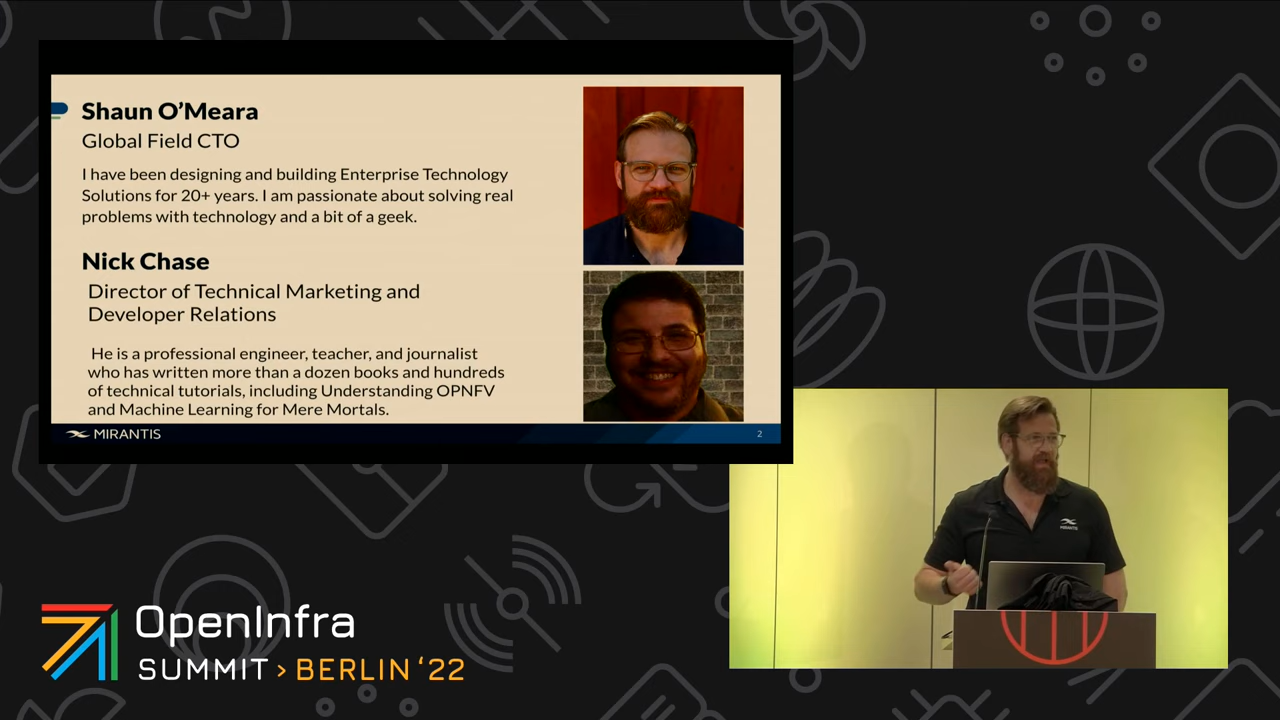 Shaun O’Meara
Global Field CTO
I have been designing and building Enterprise Technology
Solutions for 20+ years. I am passionate about solving real
problems with technology and a bit of a geek.
Nick Chase
Director of Technical Marketing and
Developer Relations
He is a professional engineer, teacher, and journalist
who has written more than a dozen books and hundreds
of technical tutorials, including Understanding OPNFV
and Machine Learning for Mere Mortals.
MIRANTIS
2
MIRANTIS
OpenInfra
SUMMIT > BERLIN ‘22